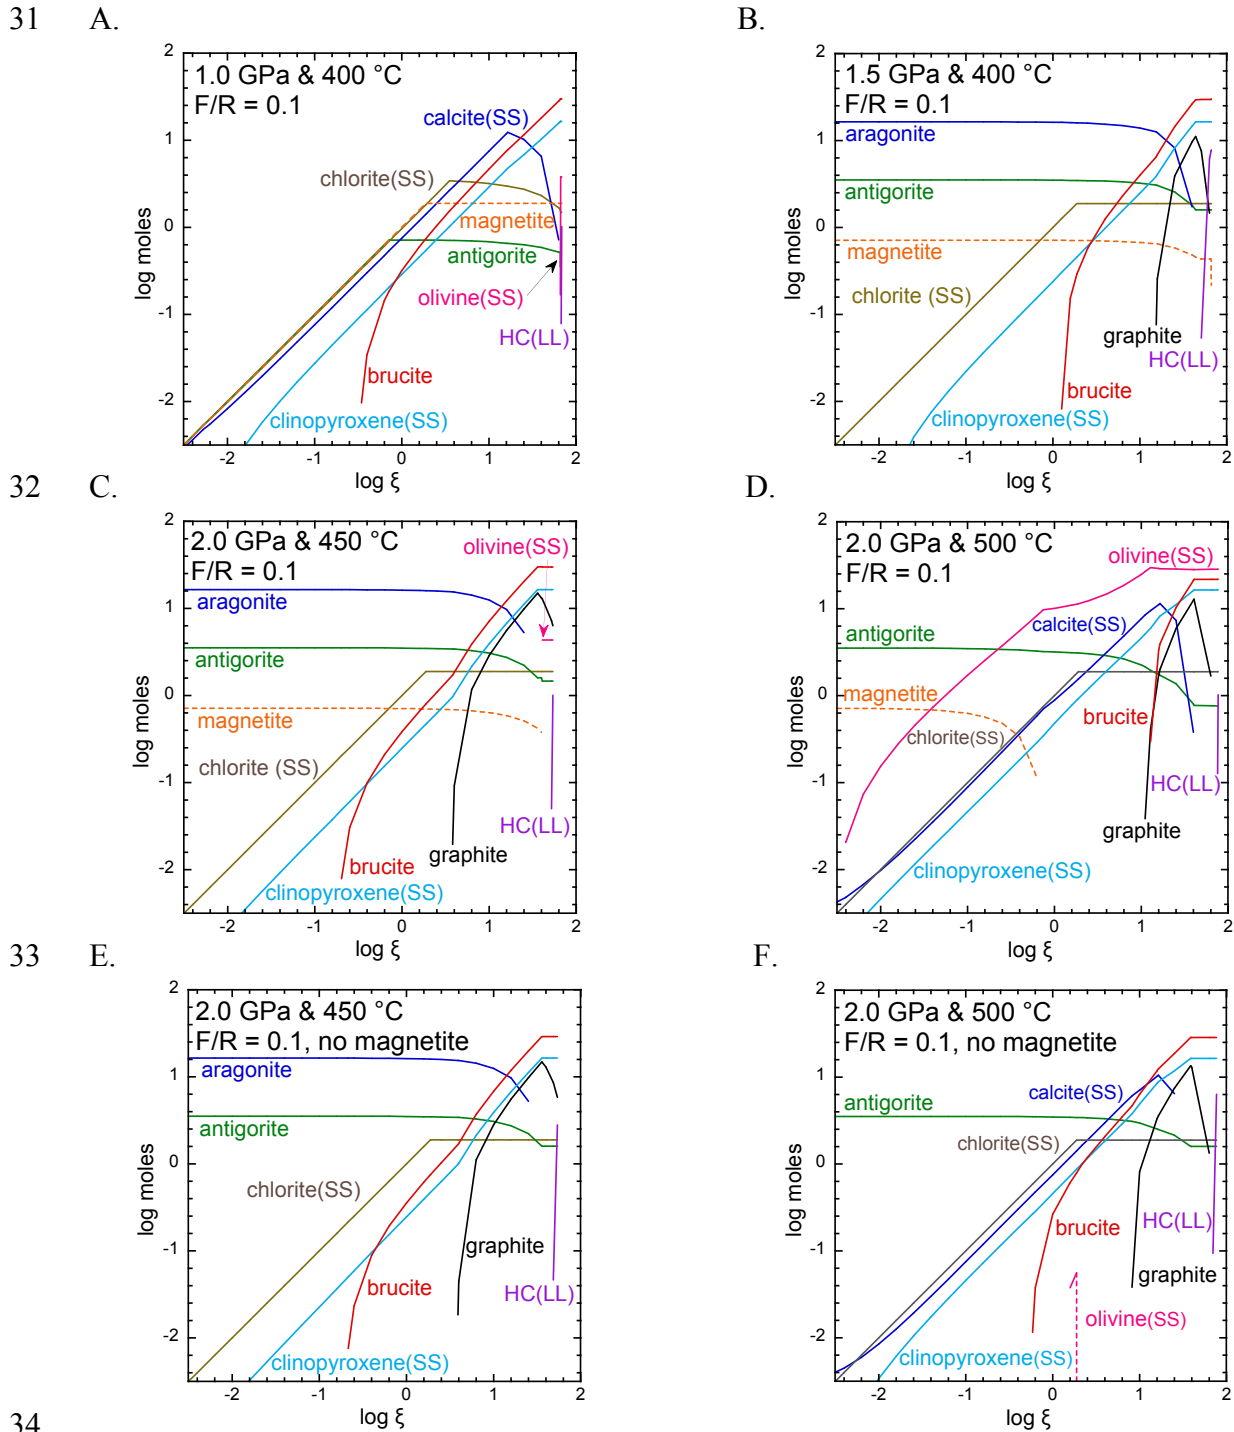 31 A. B.
1.0 GPa & 400 °C
F/R = 0.1
calcite(SS)
chlorite(SS)
magnetite
antigorite
olivine(SS)
HC(LL)
brucite
clinopyroxene(SS)
log moles
2
1
0
-1
-2
-2 -1 0 1 2
log ξ
1.5 GPa & 400 °C
F/R = 0.1
aragonite
antigorite
magnetite
chlorite (SS)
graphite
HC(LL)
brucite
clinopyroxene(SS)
log moles
2
1
0
-1
-2
-2 -1 0 1 2
log ξ
32 C. D.
2.0 GPa & 450 °C
F/R = 0.1
olivine(SS)
aragonite
antigorite
magnetite
chlorite (SS)
HC(LL)
graphite
brucite
clinopyroxene(SS)
log moles
2
1
0
-1
-2
-2 -1 0 1 2
log ξ
2.0 GPa & 500 °C
F/R = 0.1
olivine(SS)
calcite(SS)
antigorite
magnetite
chlorite(SS)
brucite
HC(LL)
graphite
clinopyroxene(SS)
log moles
2
1
0
-1
-2
-2 -1 0 1 2
log ξ
33 E. F.
2.0 GPa & 450 °C
F/R = 0.1, no magnetite
aragonite
antigorite
chlorite(SS)
graphite
brucite
HC(LL)
clinopyroxene(SS)
log moles
2
1
0
-1
-2
-2 -1 0 1 2
log ξ
2.0 GPa & 500 °C
F/R = 0.1, no magnetite
calcite(SS)
antigorite
chlorite(SS)
HC(LL)
brucite
graphite
olivine(SS)
clinopyroxene(SS)
log moles
2
1
0
-1
-2
-2 -1 0 1 2
log ξ
34